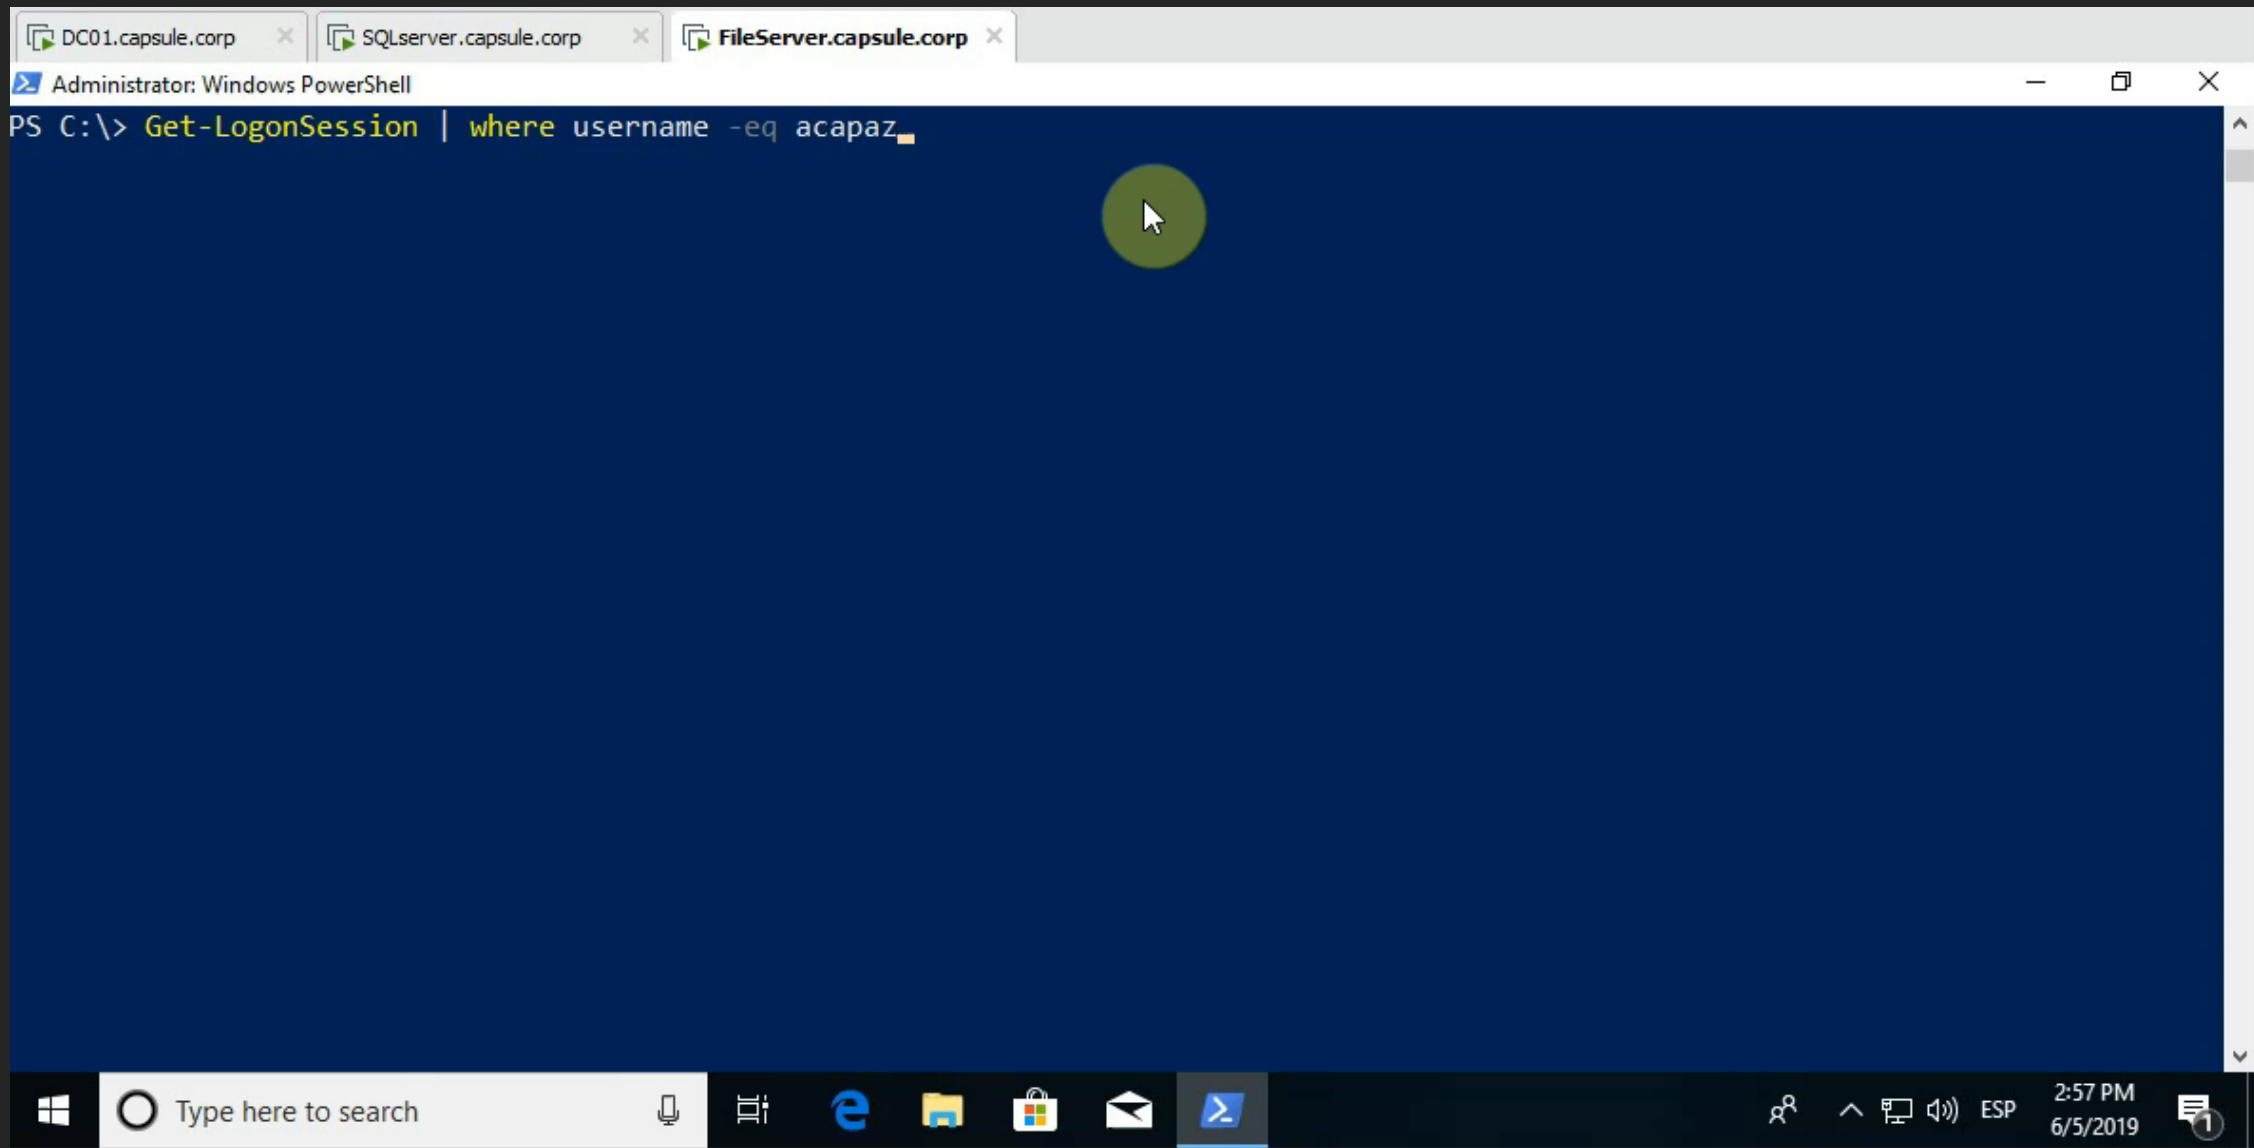 DC01.capsule.corp
SQLserver.capsule.corp
FileServer.capsule.corp
Administrator: Windows PowerShell
PS C:\> Get-LogonSession | where username -eq acapaz
Type here to search
ESP
2:57 PM
6/5/2019
1